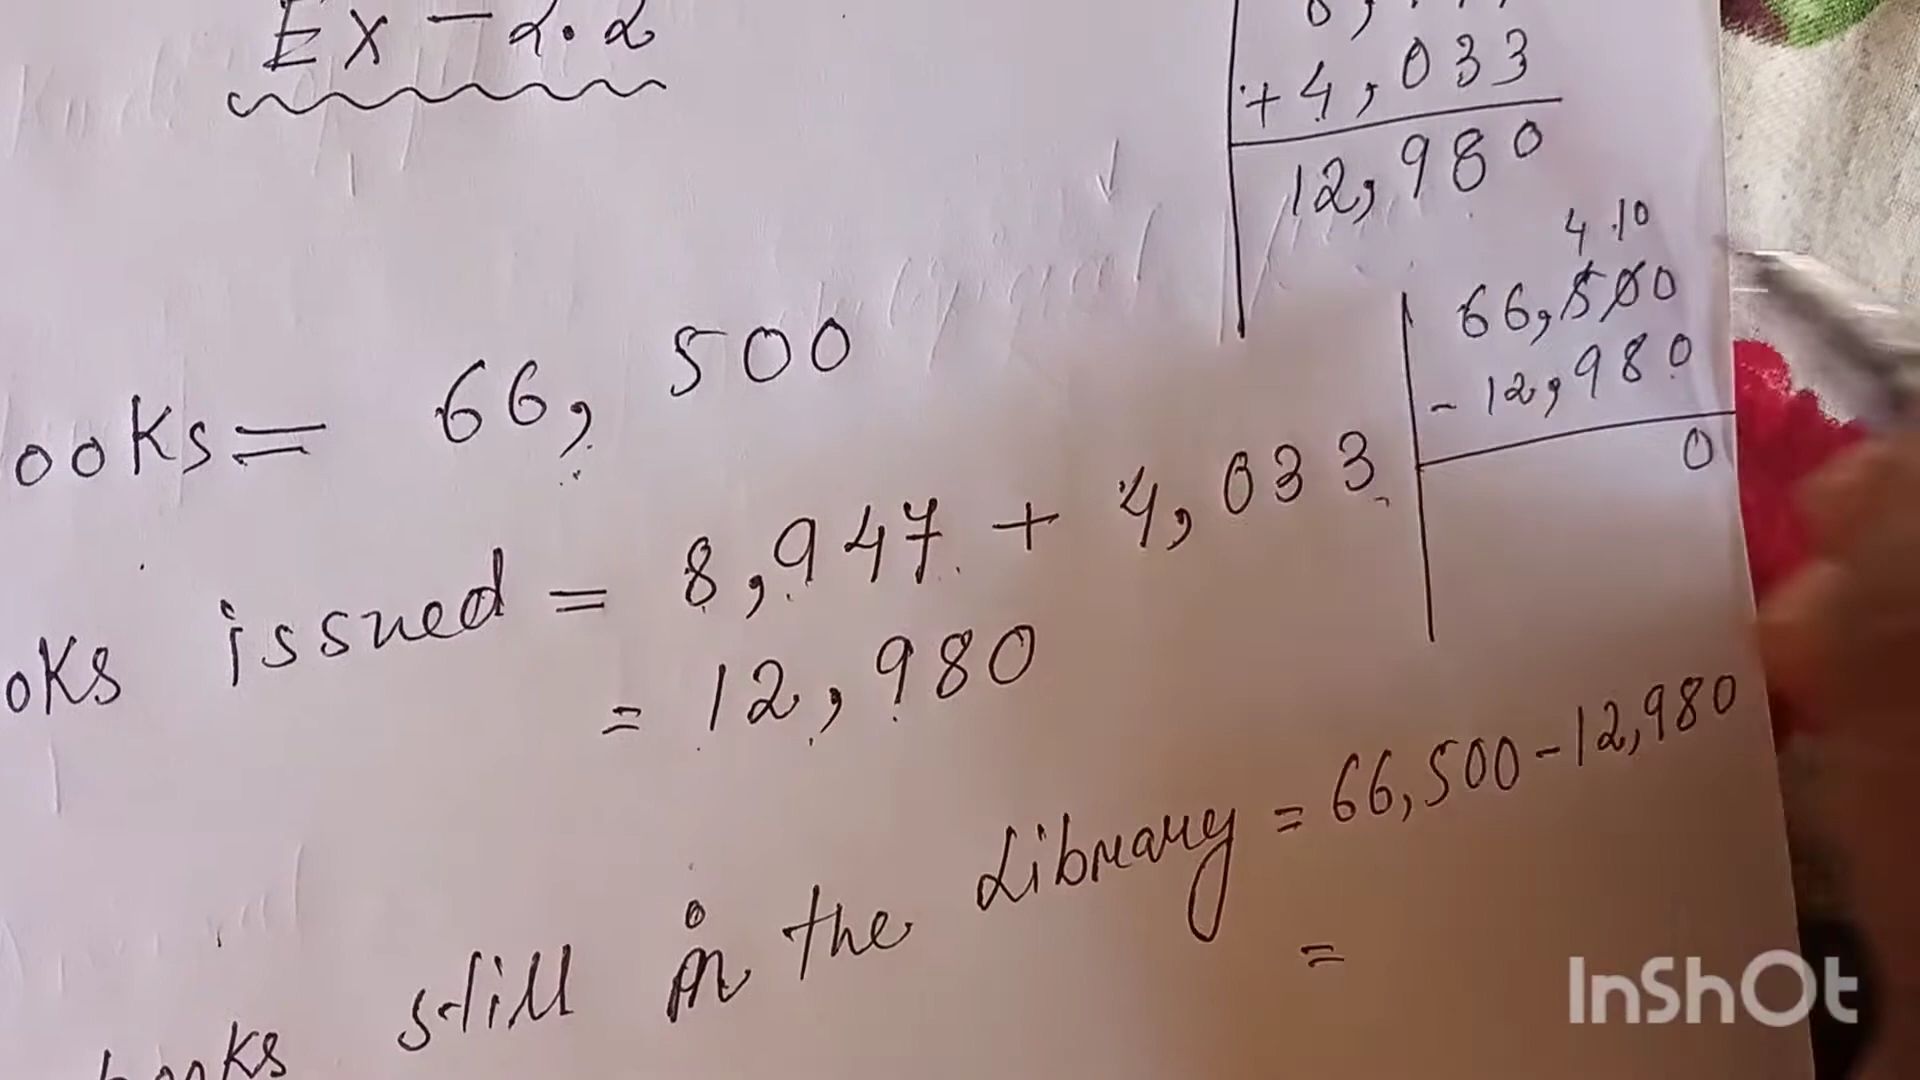 Ex - 2.2
+ 4,033
12,980
4 10
66,500
- 12,980
0
ooks = 66,500
oks issued = 8,947 + 4,033
= 12,980
books still in the Library = 66,500 - 12,980
=
InShOt